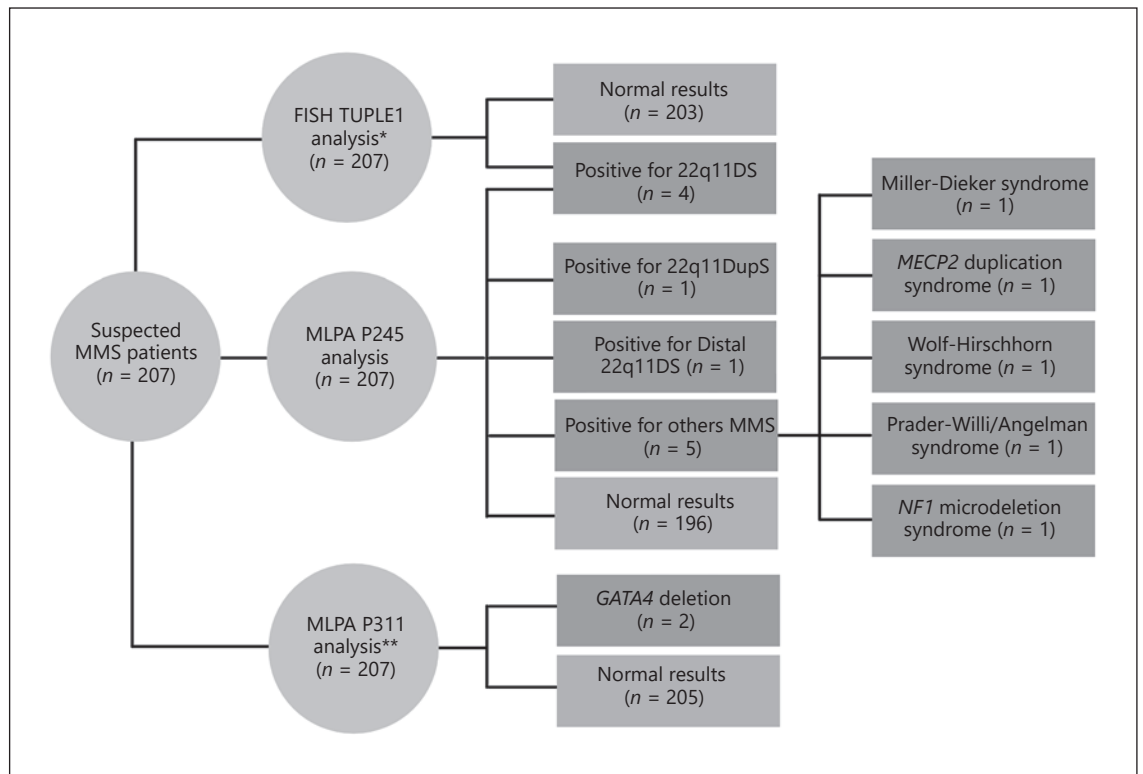 Suspected
MMS patients
(n = 207)
FISH TUPLE1
analysis*
(n = 207)
Normal results
(n = 203)
Positive for 22q11DS
(n = 4)
MLPA P245
analysis
(n = 207)
Positive for 22q11DupS
(n = 1)
Positive for Distal
22q11DS (n = 1)
Positive for others MMS
(n = 5)
Normal results
(n = 196)
Miller-Dieker syndrome
(n = 1)
MECP2 duplication
syndrome (n = 1)
Wolf-Hirschhorn
syndrome (n = 1)
Prader-Willi/Angelman
syndrome (n = 1)
NF1 microdeletion
syndrome (n = 1)
MLPA P311
analysis**
(n = 207)
GATA4 deletion
(n = 2)
Normal results
(n = 205)